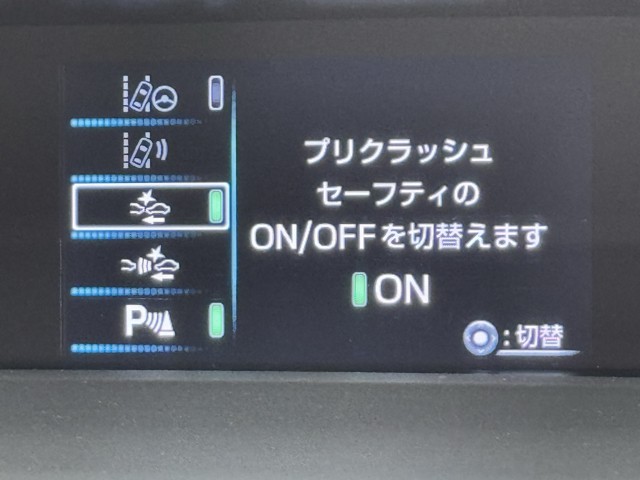 プリクラッシュ
セーフティの
ON/OFFを切替えます
ON
P
:切替